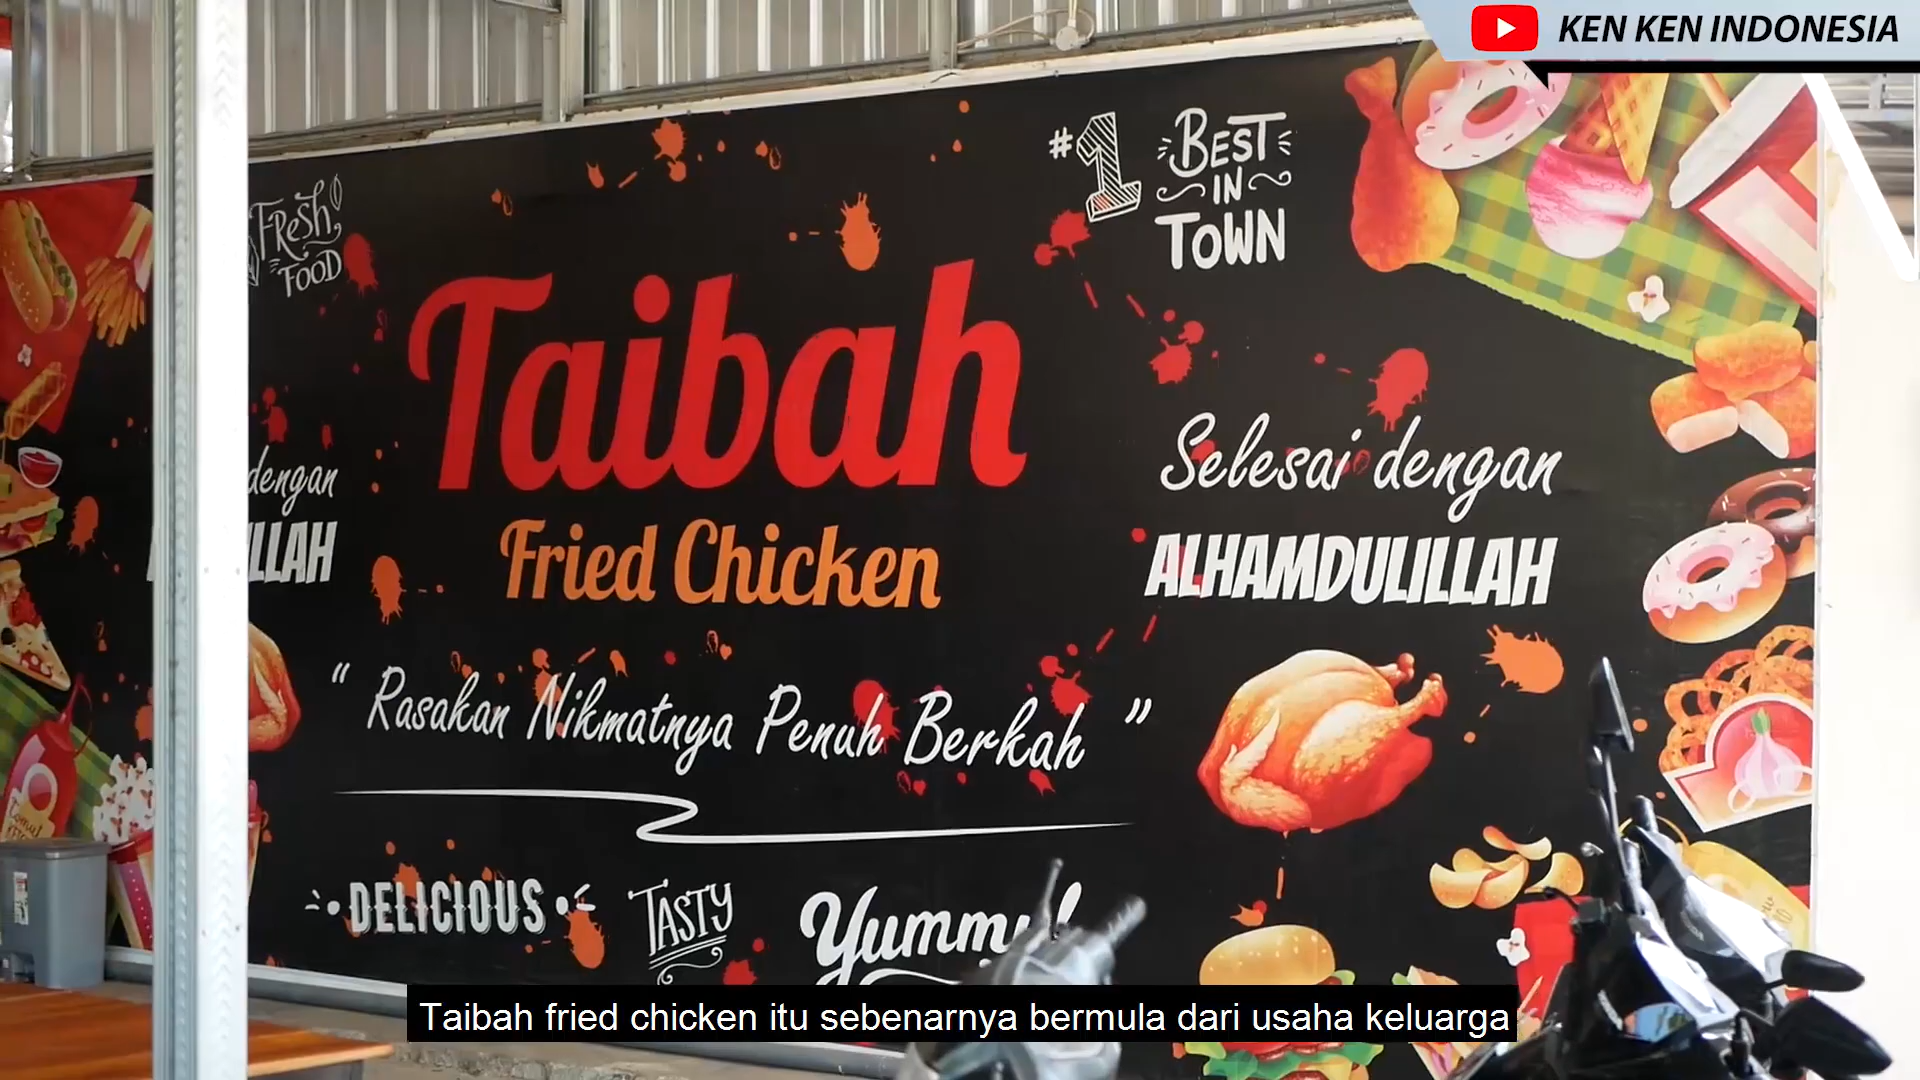 KEN KEN INDONESIA
FRESH
FOOD
#1
BEST
IN
TOWN
Taibah
Fried Chicken
dengan
LLAH
Selesai dengan
ALHAMDULILLAH
“ Rasakan Nikmatnya Penuh Berkah ”
DELICIOUS
TASTY
Yummy!
Taibah fried chicken itu sebenarnya bermula dari usaha keluarga